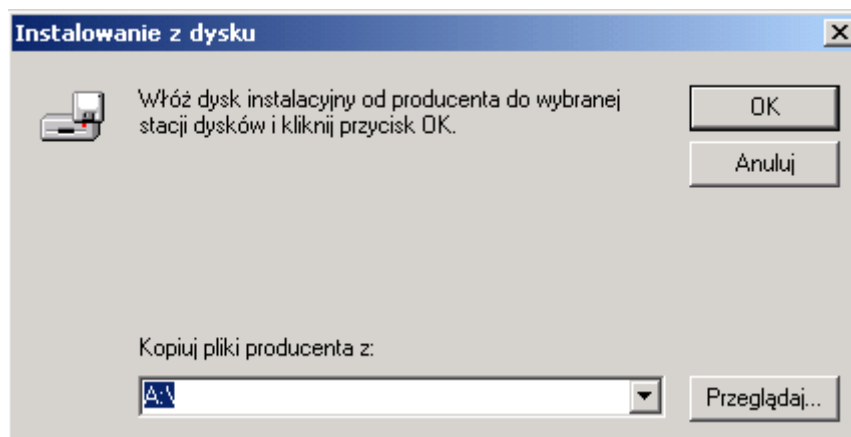 Instalowanie z dysku
Włóż dysk instalacyjny od producenta do wybranej
stacji dysków i kliknij przycisk OK.
OK
Anuluj
Kopiuj pliki producenta z:
A:\
Przeglądaj...